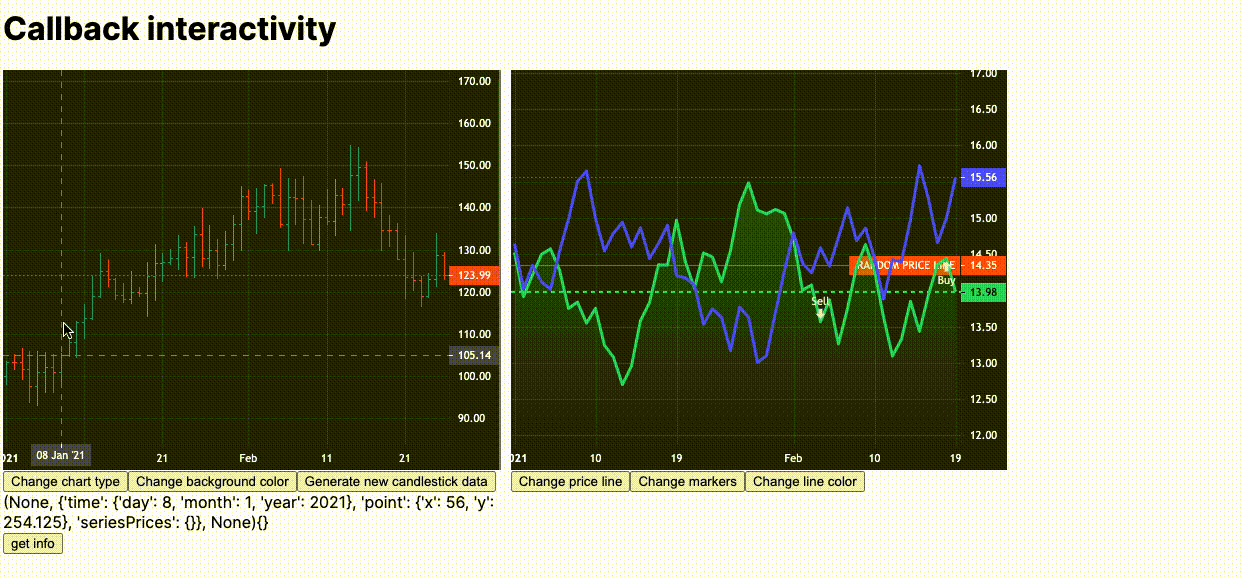 Callback interactivity
170.00
160.00
150.00
140.00
130.00
123.99
120.00
110.00
105.14
100.00
90.00
021
08 Jan '21
21
Feb
11
21
17.00
16.50
16.00
15.56
15.00
14.50
RANDOM PRICE LINE
14.35
Buy
13.98
Sell
13.50
13.00
12.50
12.00
021
10
19
Feb
10
19
Change chart type
Change background color
Generate new candlestick data
Change price line
Change markers
Change line color
(None, {'time': {'day': 8, 'month': 1, 'year': 2021}, 'point': {'x': 56, 'y':
254.125}, 'seriesPrices': {}}, None){}
get info